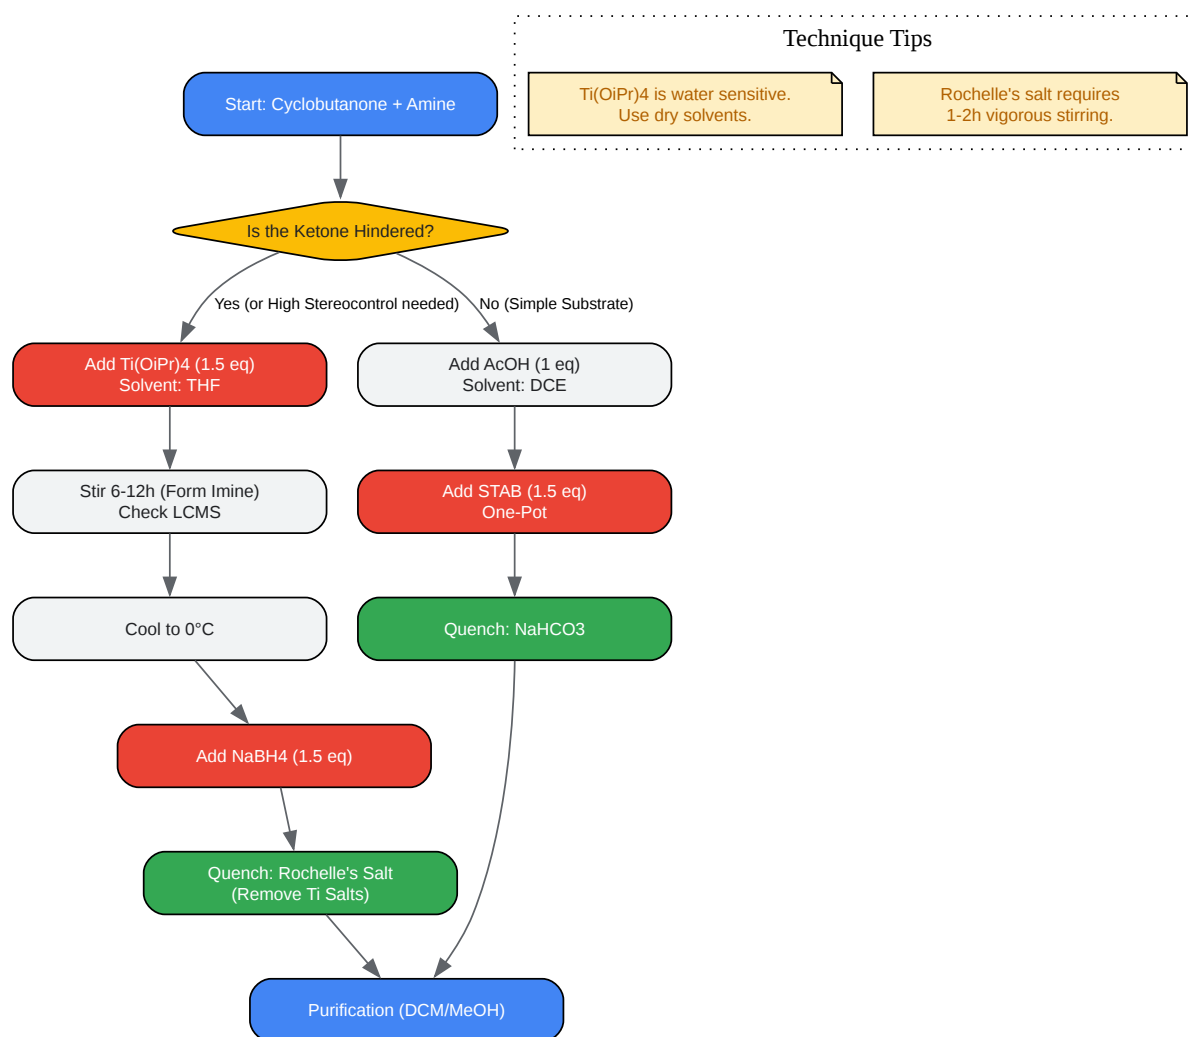 Technique Tips
Ti(OiPr)4 is water sensitive.
Use dry solvents.
Rochelle's salt requires
1-2h vigorous stirring.
Start: Cyclobutanone + Amine
Is the Ketone Hindered?
Yes (or High Stereocontrol needed)
No (Simple Substrate)
Add Ti(OiPr)4 (1.5 eq)
Solvent: THF
Add AcOH (1 eq)
Solvent: DCE
Stir 6-12h (Form Imine)
Check LCMS
Add STAB (1.5 eq)
One-Pot
Cool to 0°C
Quench: NaHCO3
Add NaBH4 (1.5 eq)
Quench: Rochelle's Salt
(Remove Ti Salts)
Purification (DCM/MeOH)